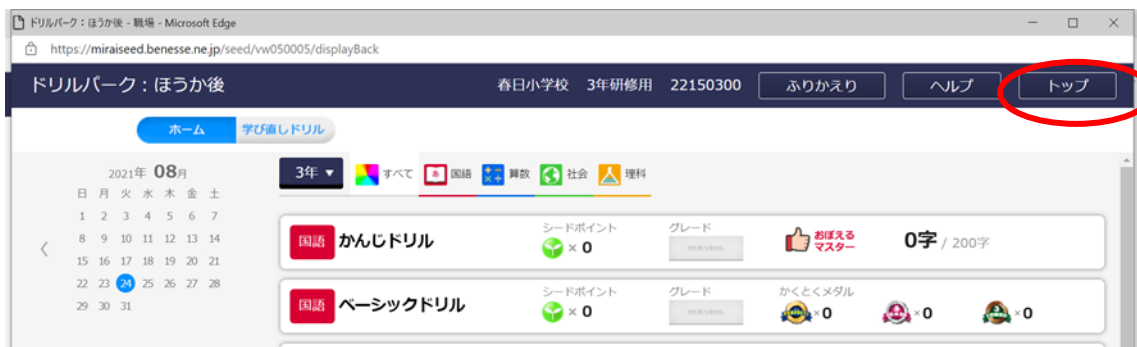 ドリルパーク：ほうか後 - 職場 - Microsoft Edge
https://miraiseed.benesse.ne.jp/seed/vw050005/displayBack
ドリルパーク：ほうか後 春日小学校 3年研修用 22150300 ふりかえり ヘルプ トップ
ホーム 学び直しドリル
2021年 08月
日 月 火 水 木 金 土
1 2 3 4 5 6 7
8 9 10 11 12 13 14
15 16 17 18 19 20 21
22 23 24 25 26 27 28
29 30 31
3年 ▼ すべて あ 国語 算数 社会 理科
国語 かんじドリル シードポイント × 0 グレード おぼえるマスター 0字 / 200字
国語 ベーシックドリル シードポイント × 0 グレード かくとくメダル ×0 ×0 ×0